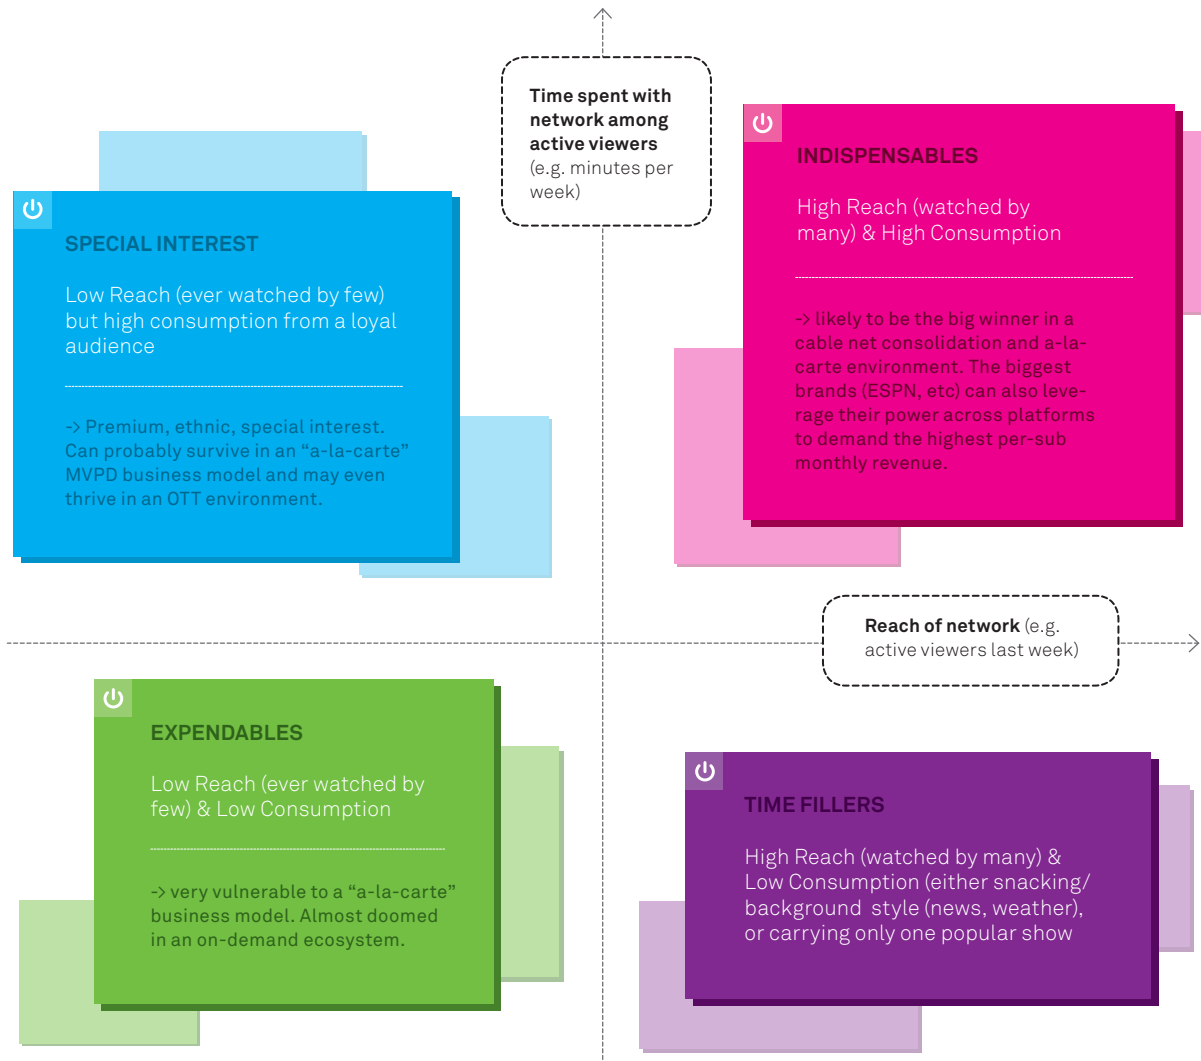 Time spent with
network among
active viewers
(e.g. minutes per
week)
SPECIAL INTEREST
Low Reach (ever watched by few)
but high consumption from a loyal
audience
-> Premium, ethnic, special interest.
Can probably survive in an “a-la-carte”
MVPD business model and may even
thrive in an OTT environment.
INDISPENSABLES
High Reach (watched by
many) & High Consumption
-> likely to be the big winner in a
cable net consolidation and a-la-
carte environment. The biggest
brands (ESPN, etc) can also leve-
rage their power across platforms
to demand the highest per-sub
monthly revenue.
Reach of network (e.g.
active viewers last week)
EXPENDABLES
Low Reach (ever watched by
few) & Low Consumption
-> very vulnerable to a “a-la-carte”
business model. Almost doomed
in an on-demand ecosystem.
TIME FILLERS
High Reach (watched by many) &
Low Consumption (either snacking/
background style (news, weather),
or carrying only one popular show